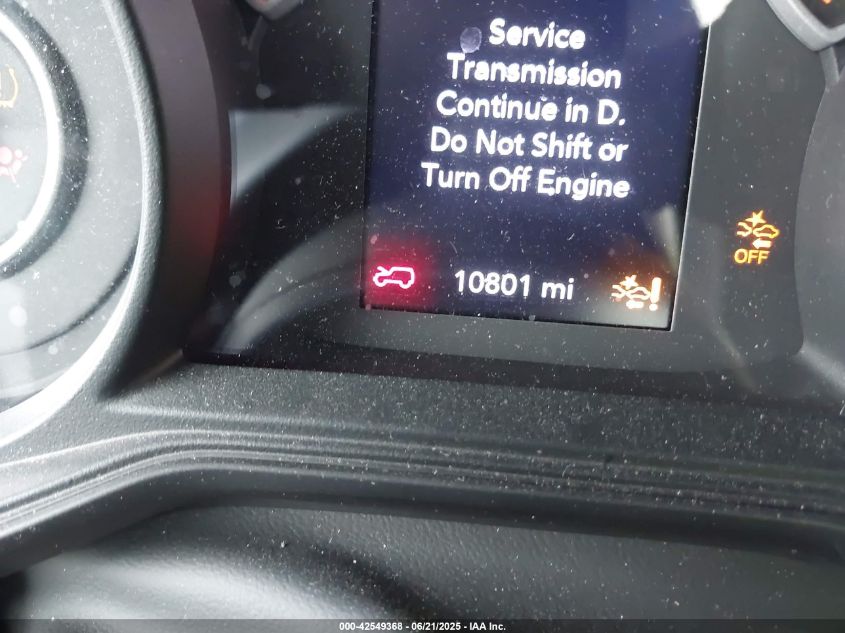 Service
Transmission
Continue in D.
Do Not Shift or
Turn Off Engine
10801 mi
OFF
000-42549368 - 06/21/2025 - IAA Inc.